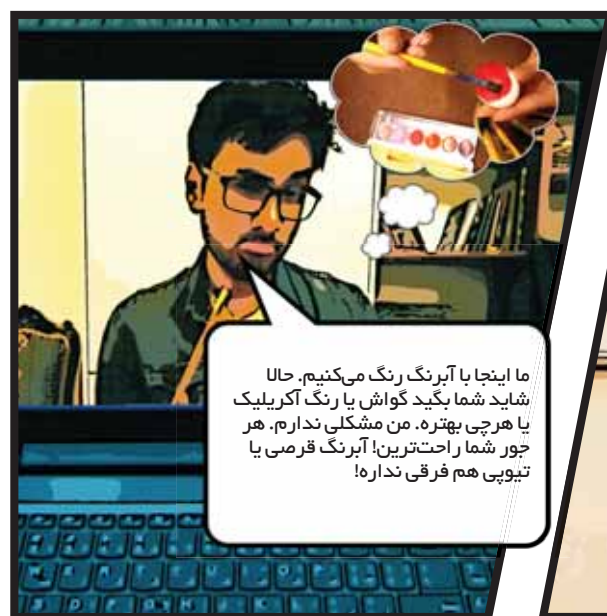 ما اینجا با آبرنگ رنگ می‌کنیم. حالا
شاید شما بگید گواش یا رنگ آکریلیک
یا هرچی بهتره. من مشکلی ندارم. هر
جور شما راحت‌ترین! آبرنگ قرصی یا
تیوپی هم فرقی نداره!